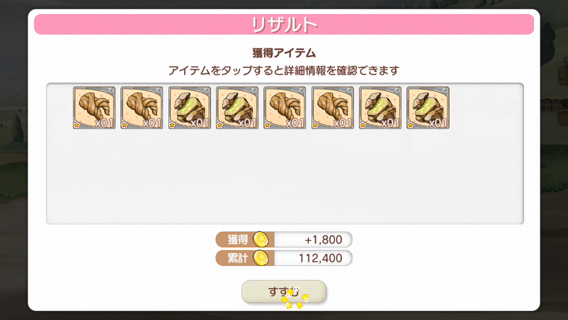 リザルト
獲得アイテム
アイテムをタップすると詳細情報を確認できます
x01 x01 x01 x01 x01 x01 x01 x01
獲得 +1,800
累計 112,400
すすむ